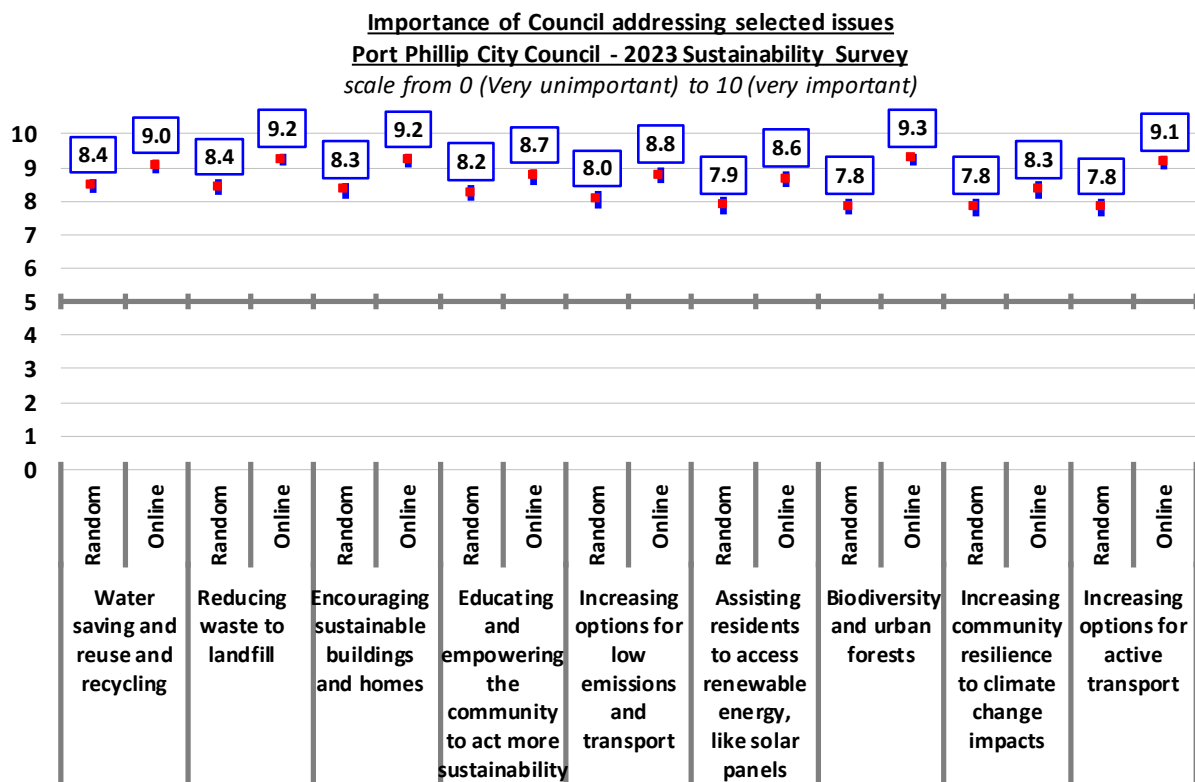 Importance of Council addressing selected issues
Port Phillip City Council - 2023 Sustainability Survey
scale from 0 (Very unimportant) to 10 (very important)
10
9
8
7
6
5
4
3
2
1
0
8.4
9.0
8.4
9.2
8.3
9.2
8.2
8.7
8.0
8.8
7.9
8.6
7.8
9.3
7.8
8.3
7.8
9.1
Random
Online
Random
Online
Random
Online
Random
Online
Random
Online
Random
Online
Random
Online
Random
Online
Random
Online
Water
saving and
reuse and
recycling
Reducing
waste to
landfill
Encouraging
sustainable
buildings
and homes
Educating
and
empowering
the
community
to act more
sustainability
Increasing
options for
low
emissions
and
transport
Assisting
residents
to access
renewable
energy,
like solar
panels
Biodiversity
and urban
forests
Increasing
community
resilience
to climate
change
impacts
Increasing
options for
active
transport